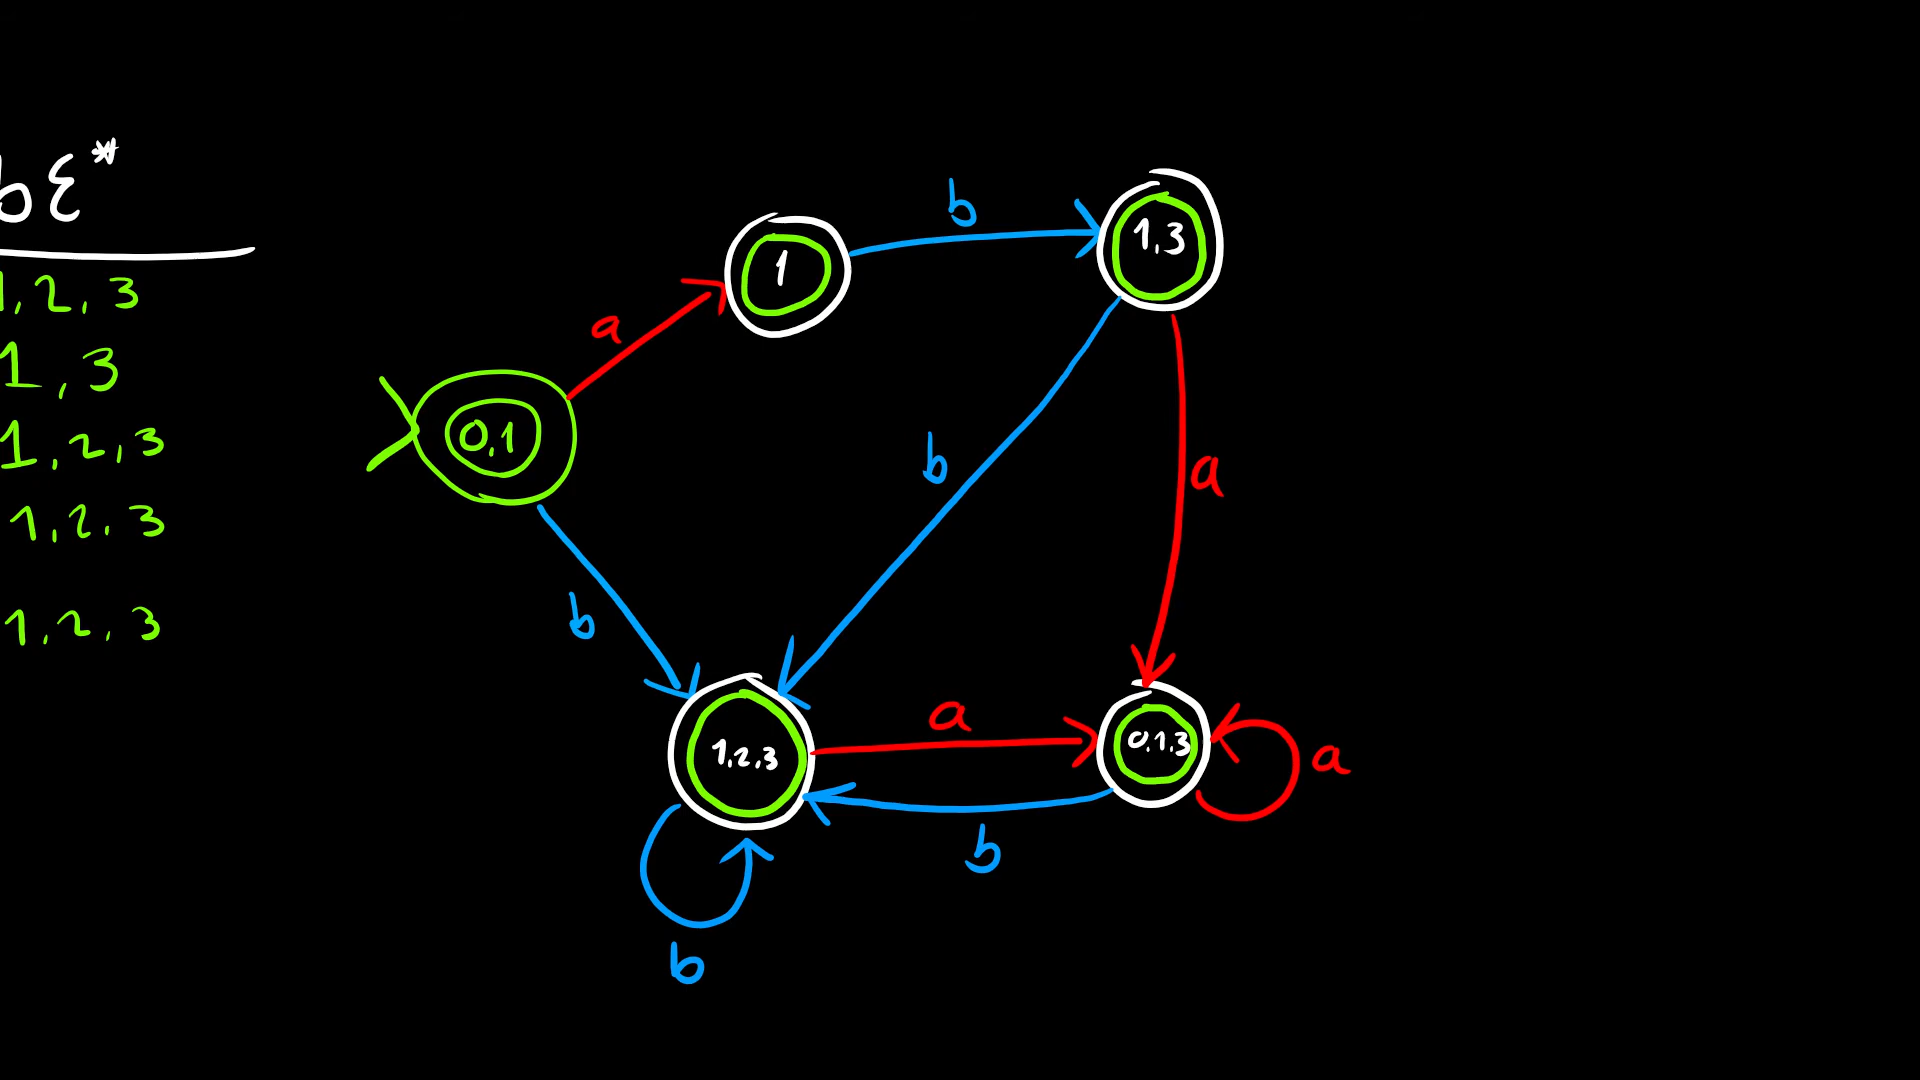 bε*
1, 2, 3
1, 3
1, 2, 3
1, 2, 3
1, 2, 3
b
1
1,3
a
0,1
b
a
b
a
1,2,3
0,1,3
a
b
b